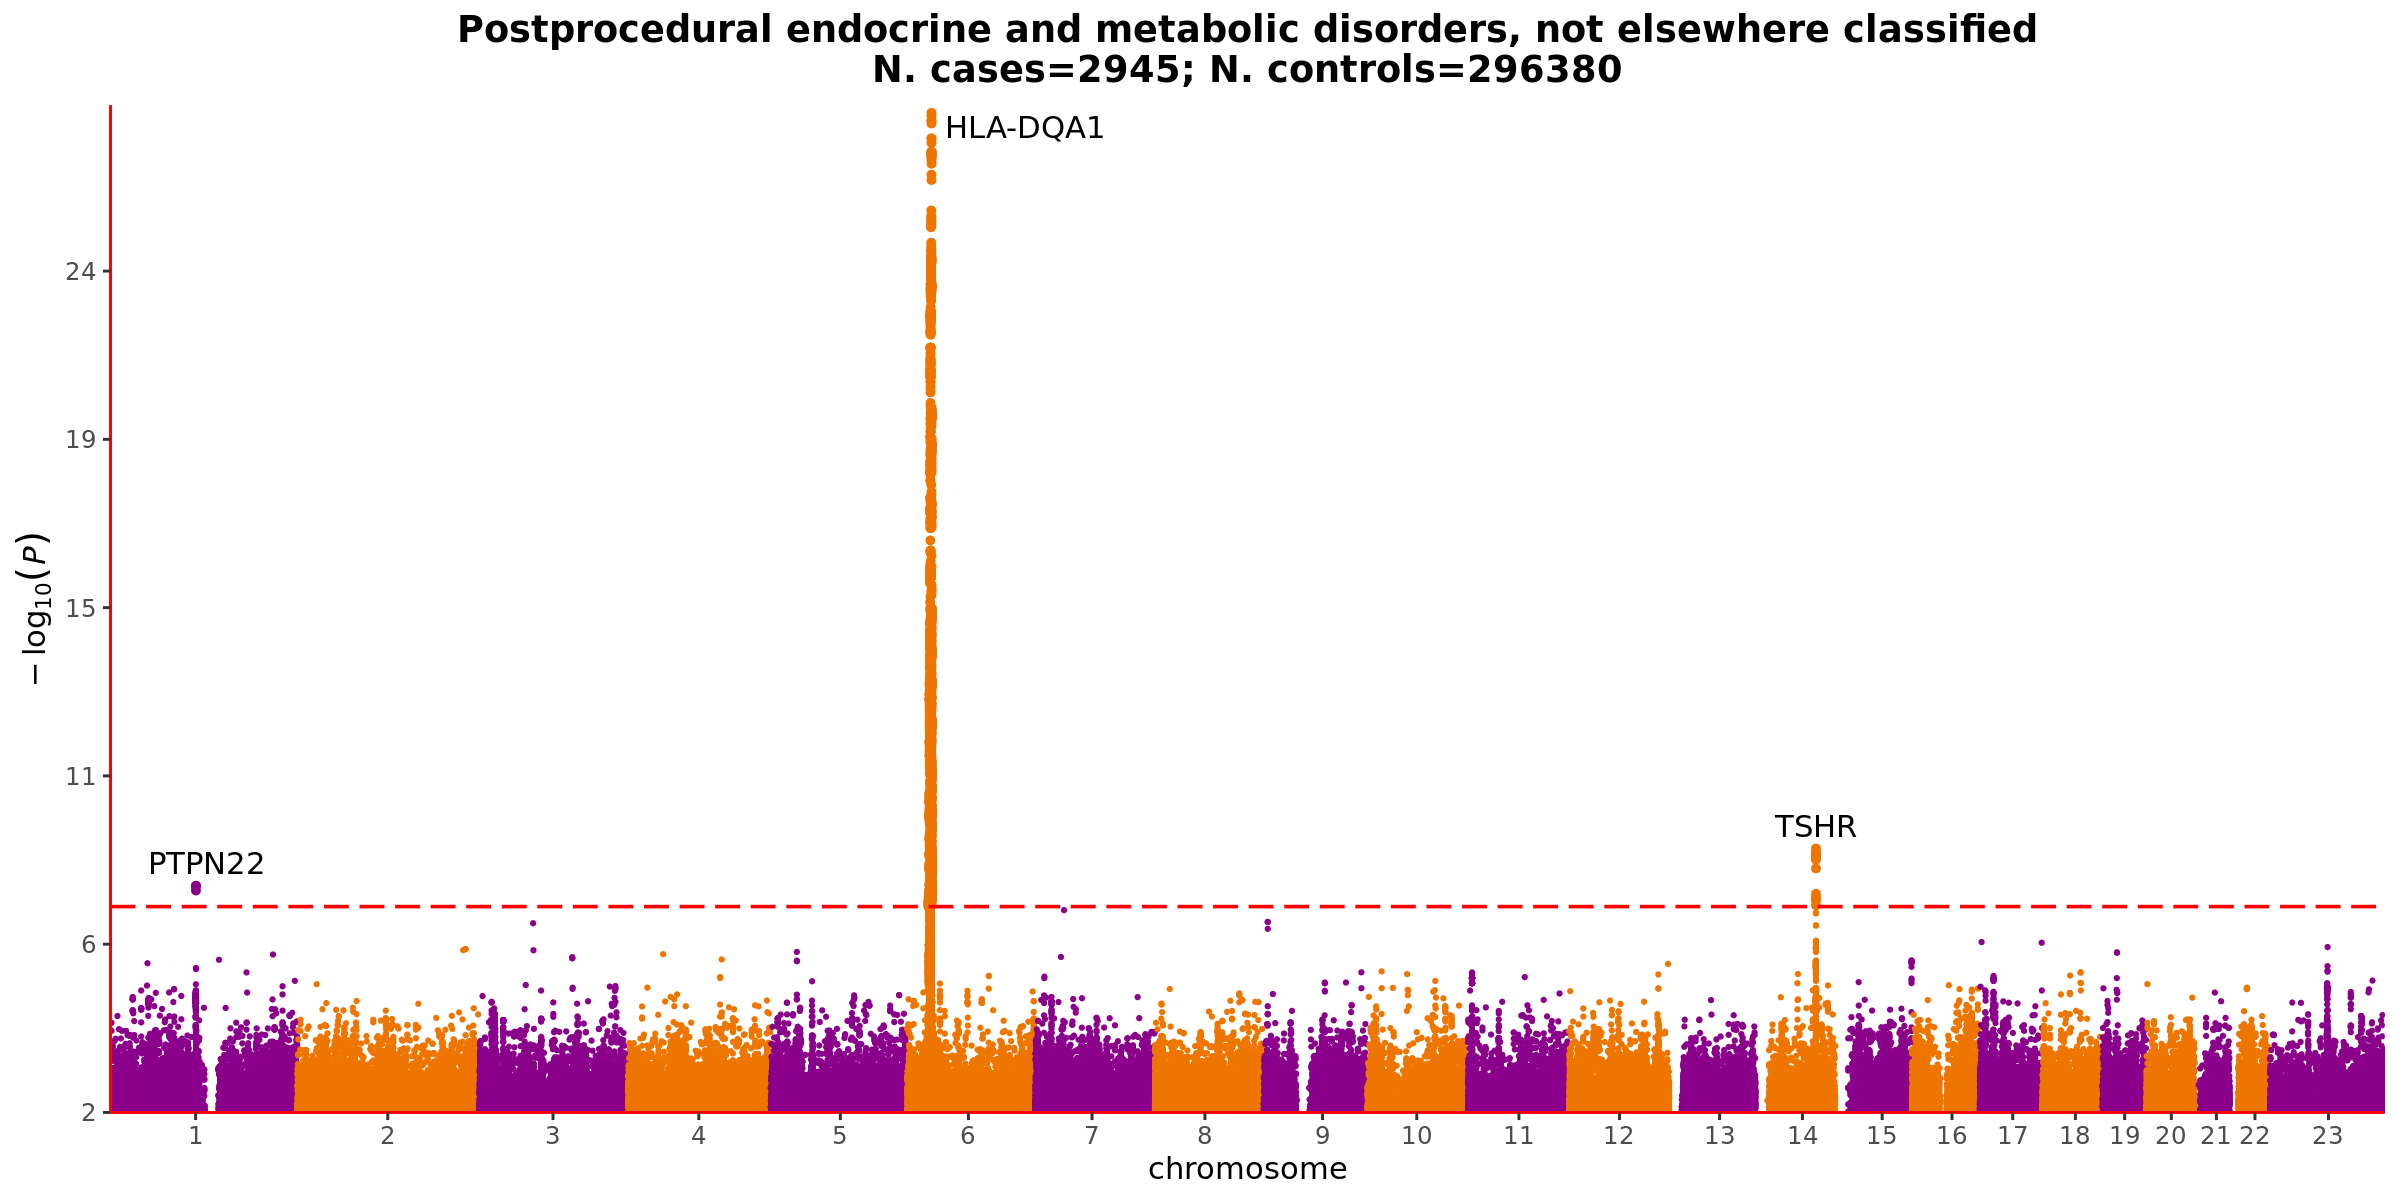 Postprocedural endocrine and metabolic disorders, not elsewhere classified
N. cases=2945; N. controls=296380
HLA-DQA1
24
19
− log₁₀(P)
15
11
TSHR
PTPN22
6
2
1 2 3 4 5 6 7 8 9 10 11 12 13 14 15 16 17 18 19 20 21 22 23
chromosome